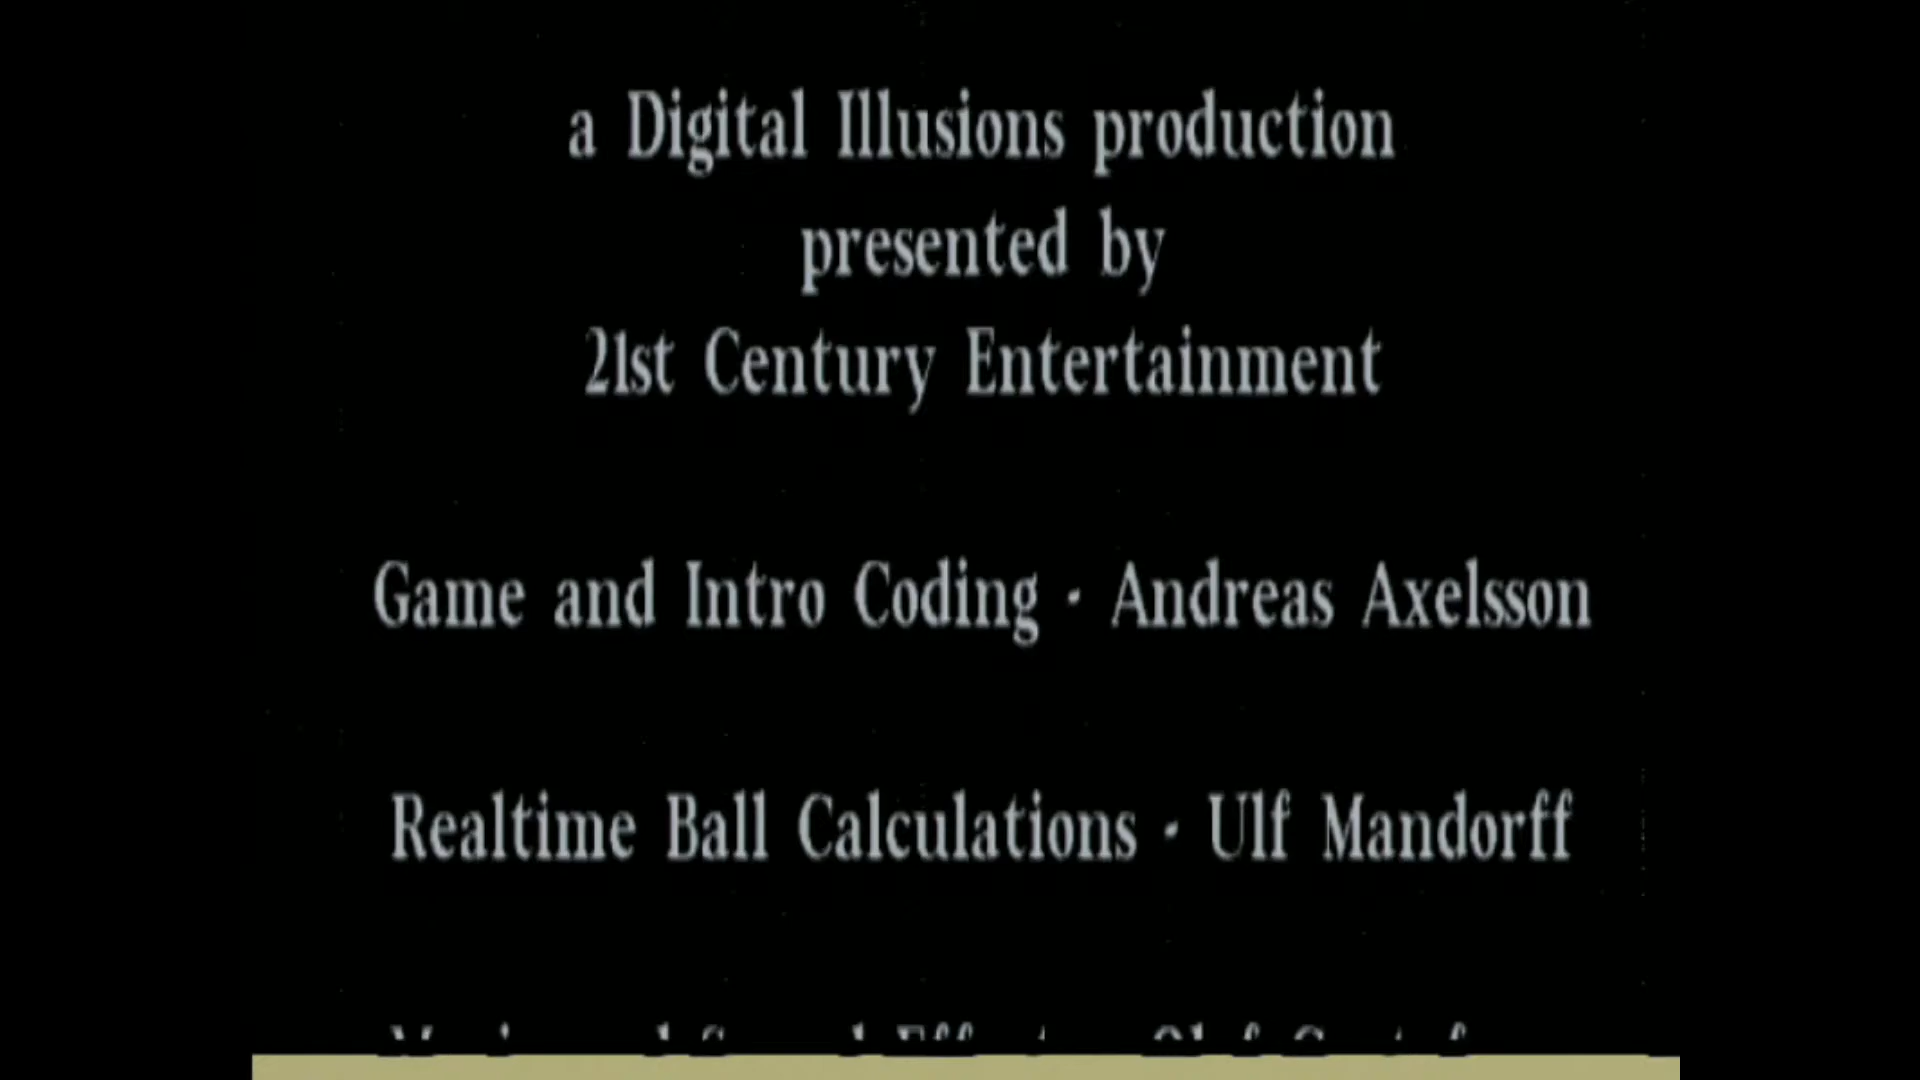 a Digital Illusions production
presented by
21st Century Entertainment
Game and Intro Coding · Andreas Axelsson
Realtime Ball Calculations · Ulf Mandorff